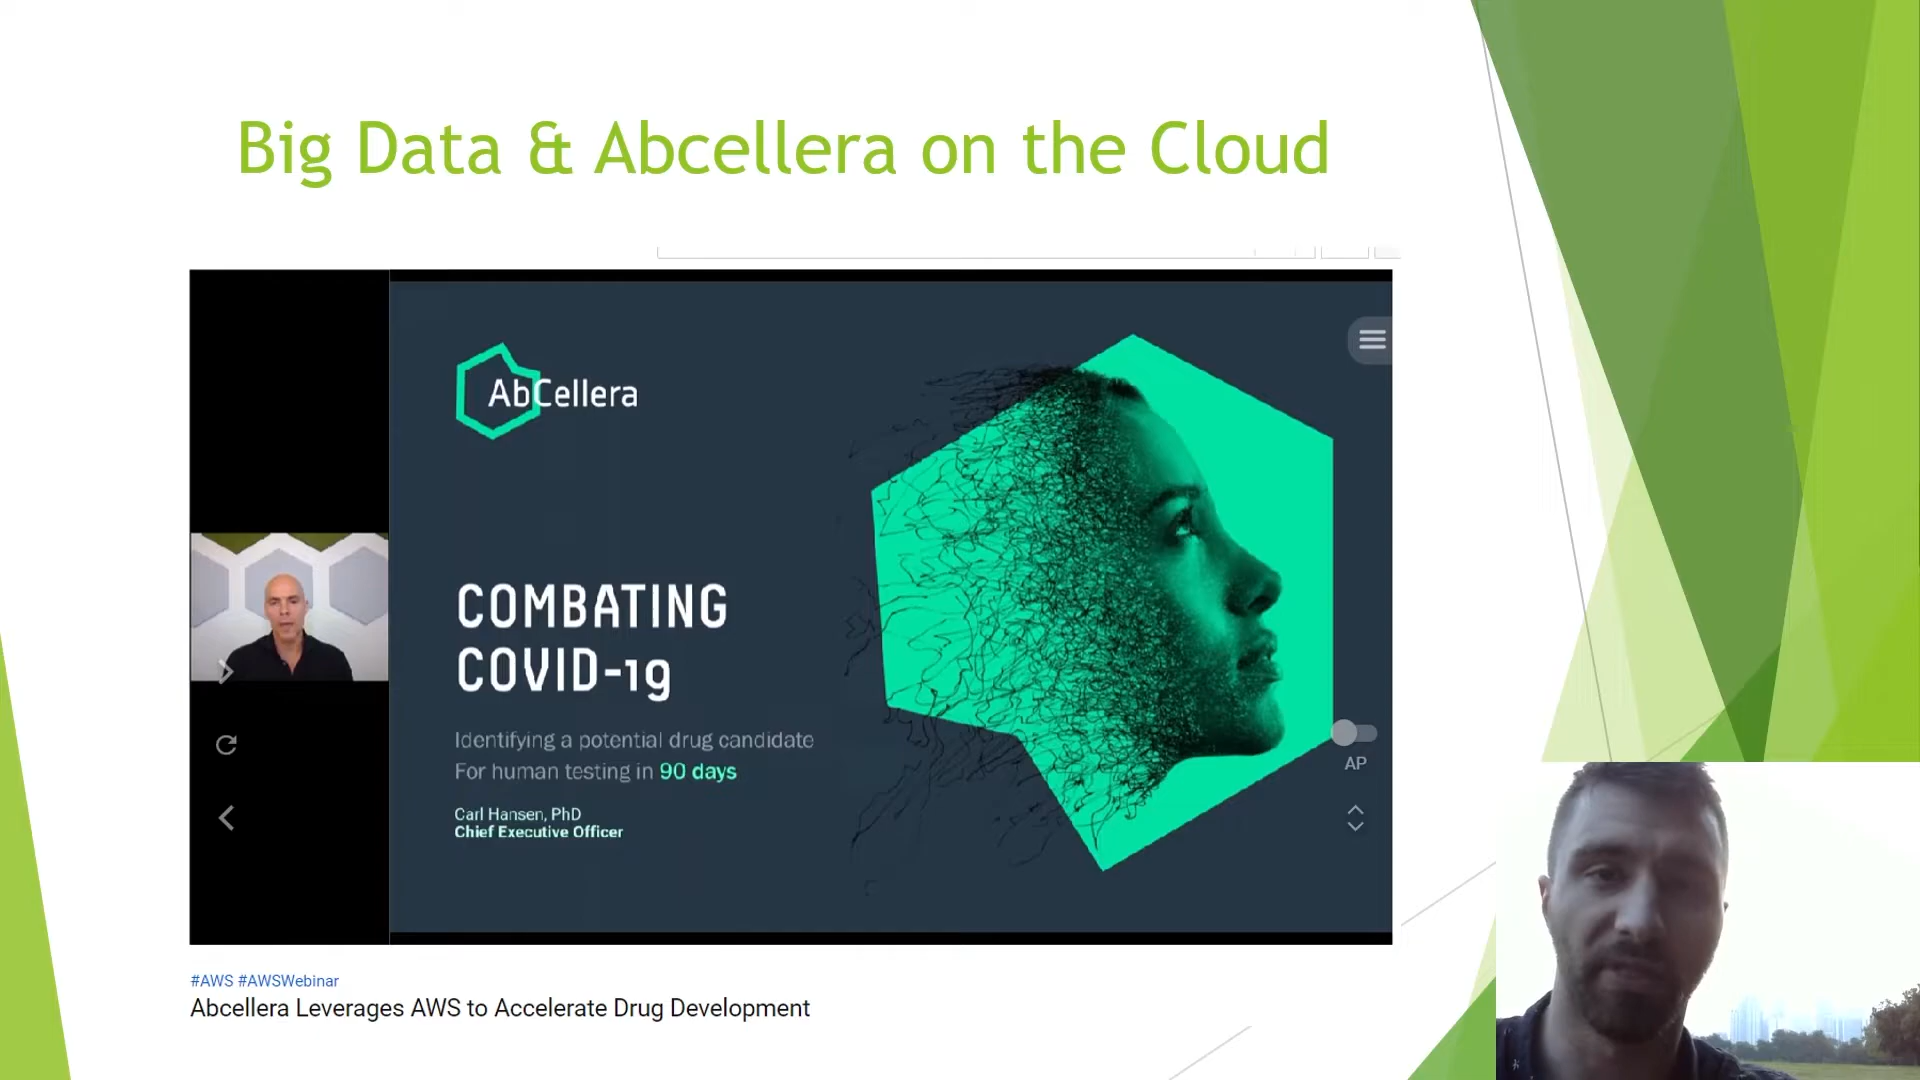 Big Data & Abcellera on the Cloud
AbCellera
COMBATING
COVID-19
Identifying a potential drug candidate
For human testing in 90 days
Carl Hansen, PhD
Chief Executive Officer
AP
#AWS #AWSWebinar
Abcellera Leverages AWS to Accelerate Drug Development